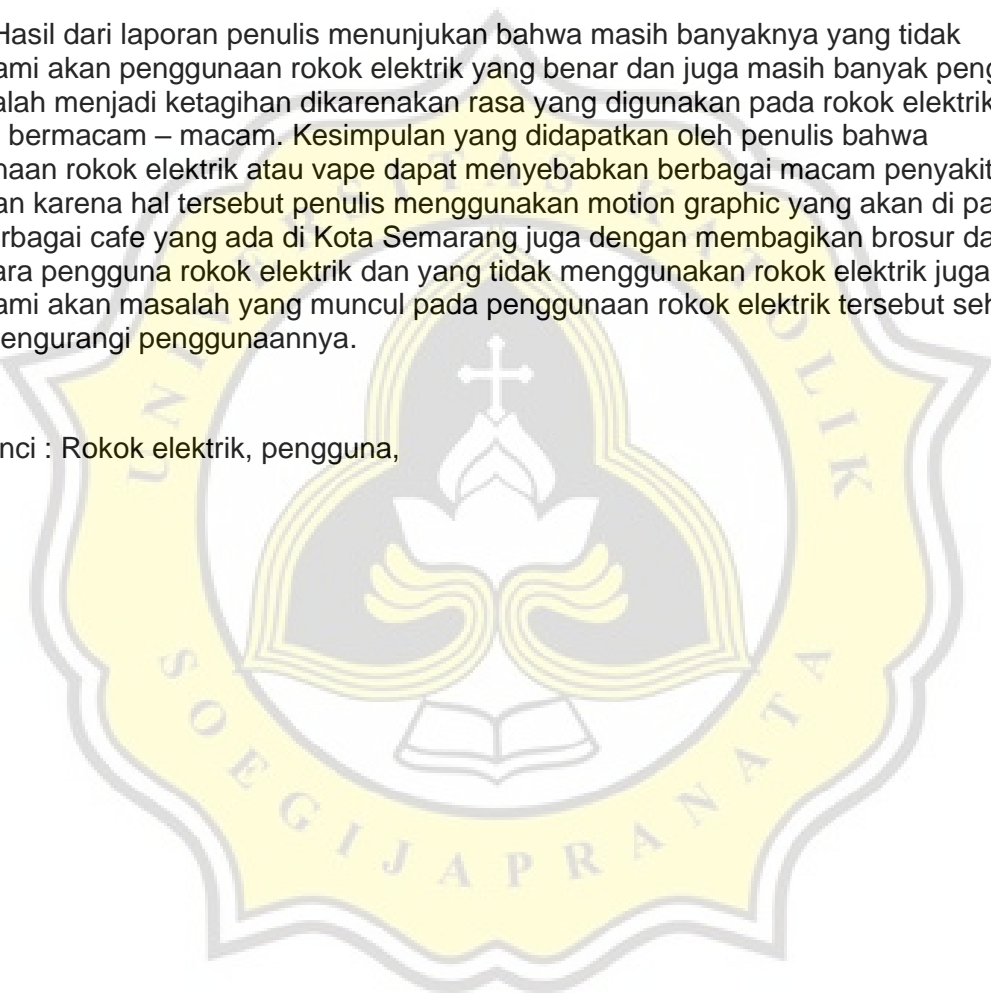 Hasil dari laporan penulis menunjukan bahwa masih banyaknya yang tidak
ami akan penggunaan rokok elektrik yang benar dan juga masih banyak peng
alah menjadi ketagihan dikarenakan rasa yang digunakan pada rokok elektrik
bermacam – macam. Kesimpulan yang didapatkan oleh penulis bahwa
naan rokok elektrik atau vape dapat menyebabkan berbagai macam penyakit
an karena hal tersebut penulis menggunakan motion graphic yang akan di pa
rbagai cafe yang ada di Kota Semarang juga dengan membagikan brosur da
ara pengguna rokok elektrik dan yang tidak menggunakan rokok elektrik juga
ami akan masalah yang muncul pada penggunaan rokok elektrik tersebut seh
engurangi penggunaannya.
nci : Rokok elektrik, pengguna,
UNIVERSITAS KATOLIK
SOEGIJAPRANATA